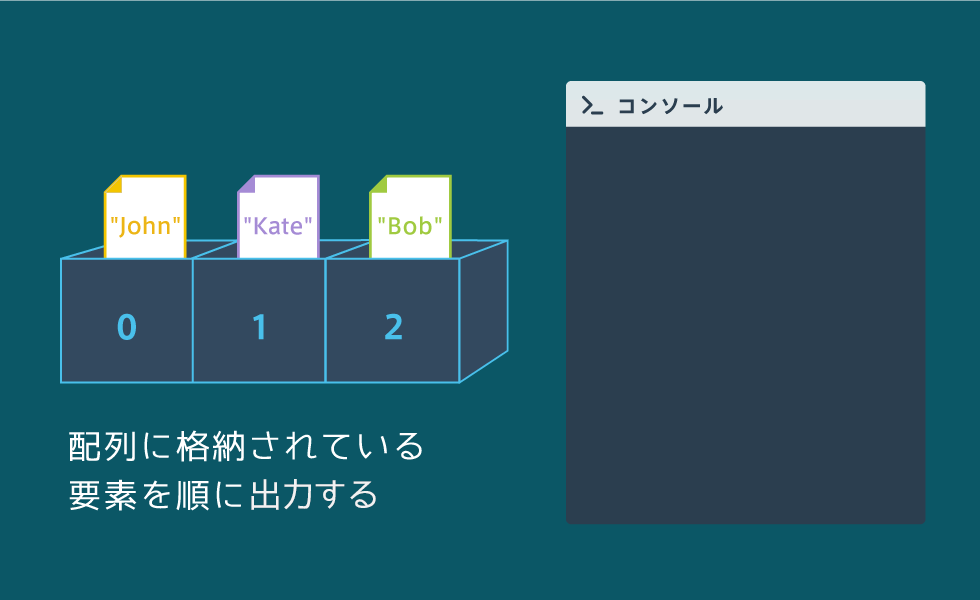 >_ コンソール
"John" "Kate" "Bob"
0 1 2
配列に格納されている
要素を順に出力する